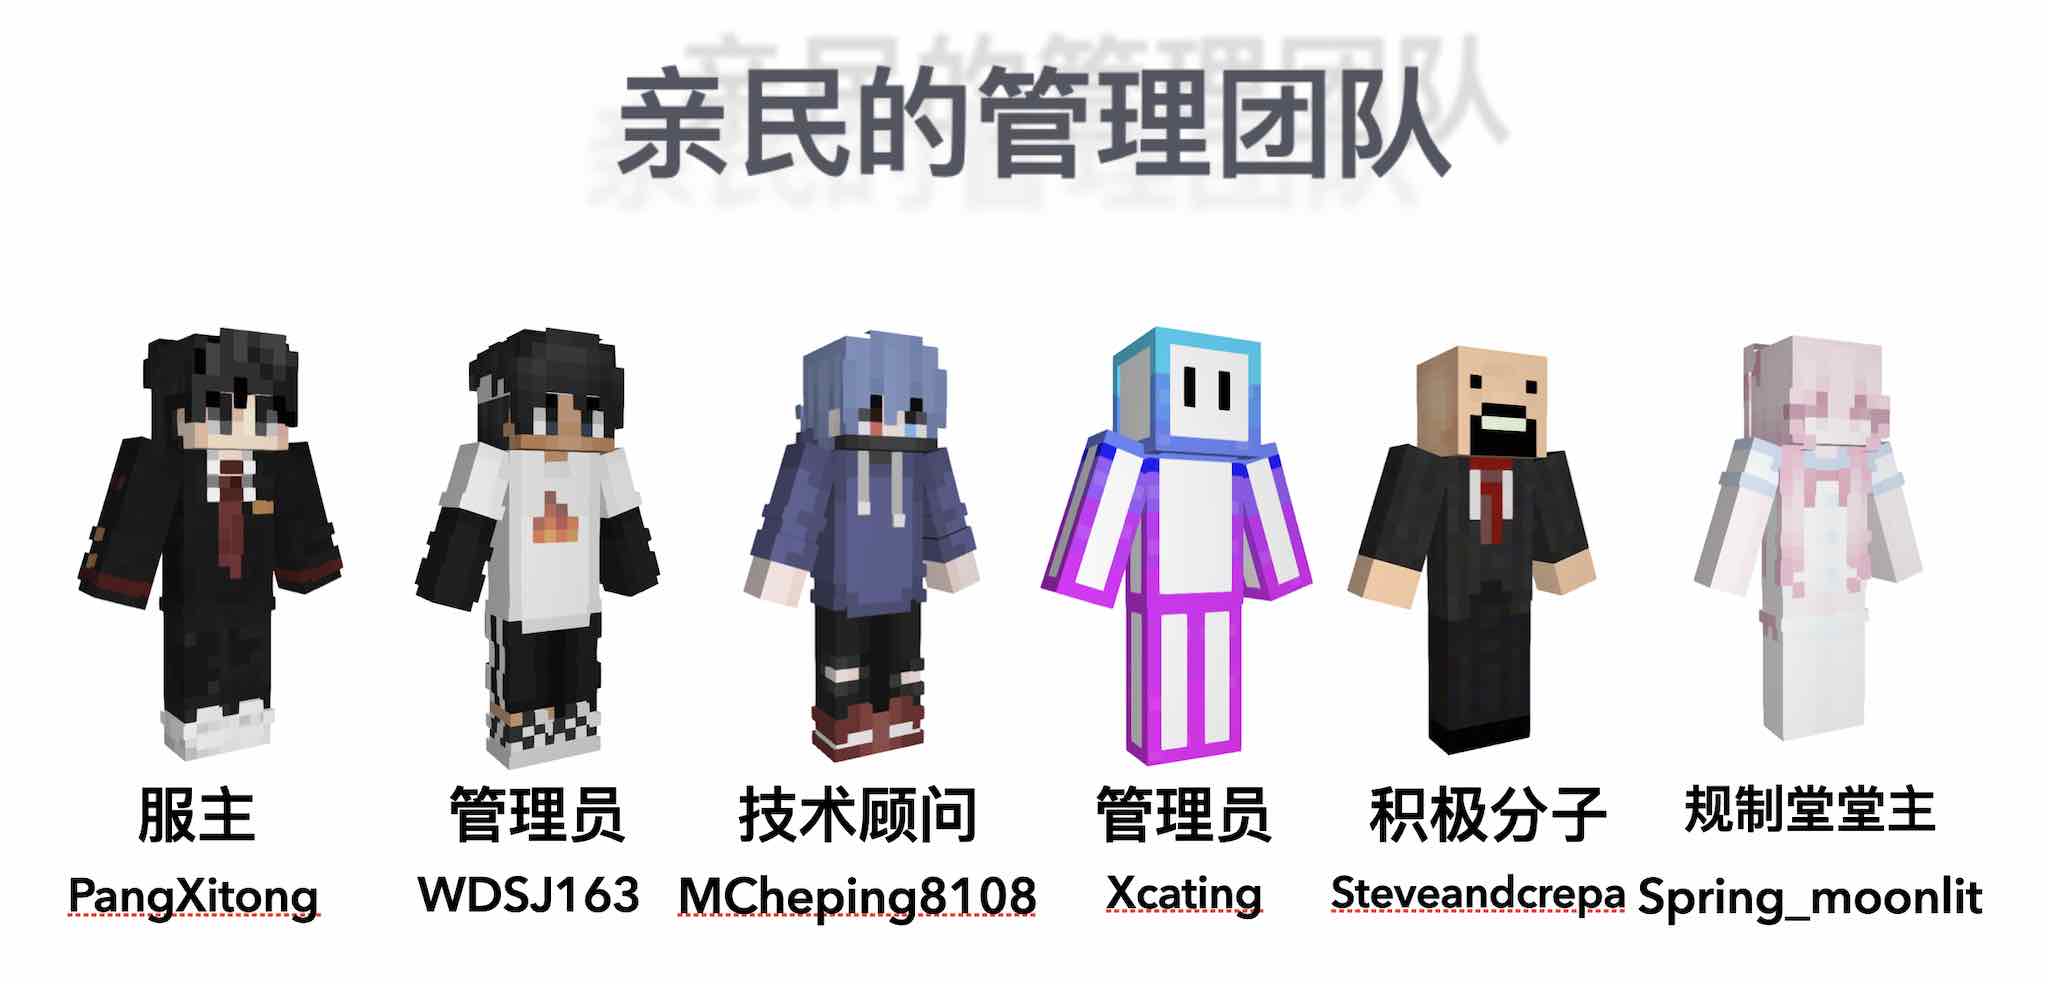 亲民的管理团队
服主 管理员 技术顾问 管理员 积极分子 规制堂堂主
PangXitong WDSJ163 MCheping8108 Xcating Steveandcrepa Spring_moonlit